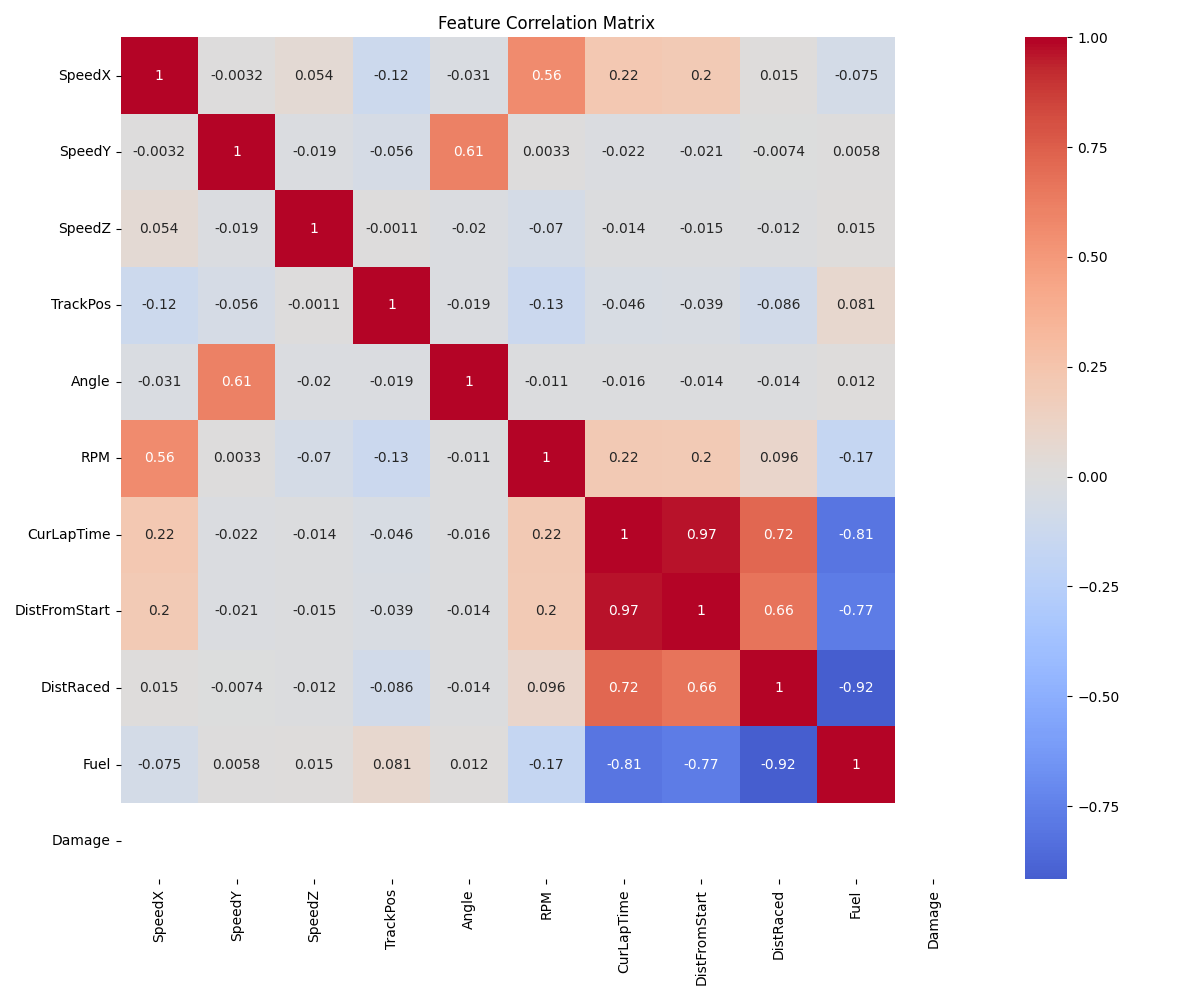 Feature Correlation Matrix
SpeedX 1 -0.0032 0.054 -0.12 -0.031 0.56 0.22 0.2 0.015 -0.075
SpeedY -0.0032 1 -0.019 -0.056 0.61 0.0033 -0.022 -0.021 -0.0074 0.0058
SpeedZ 0.054 -0.019 1 -0.0011 -0.02 -0.07 -0.014 -0.015 -0.012 0.015
TrackPos -0.12 -0.056 -0.0011 1 -0.019 -0.13 -0.046 -0.039 -0.086 0.081
Angle -0.031 0.61 -0.02 -0.019 1 -0.011 -0.016 -0.014 -0.014 0.012
RPM 0.56 0.0033 -0.07 -0.13 -0.011 1 0.22 0.2 0.096 -0.17
CurLapTime 0.22 -0.022 -0.014 -0.046 -0.016 0.22 1 0.97 0.72 -0.81
DistFromStart 0.2 -0.021 -0.015 -0.039 -0.014 0.2 0.97 1 0.66 -0.77
DistRaced 0.015 -0.0074 -0.012 -0.086 -0.014 0.096 0.72 0.66 1 -0.92
Fuel -0.075 0.0058 0.015 0.081 0.012 -0.17 -0.81 -0.77 -0.92 1
Damage
SpeedX SpeedY SpeedZ TrackPos Angle RPM CurLapTime DistFromStart DistRaced Fuel Damage
1.00
0.75
0.50
0.25
0.00
−0.25
−0.50
−0.75